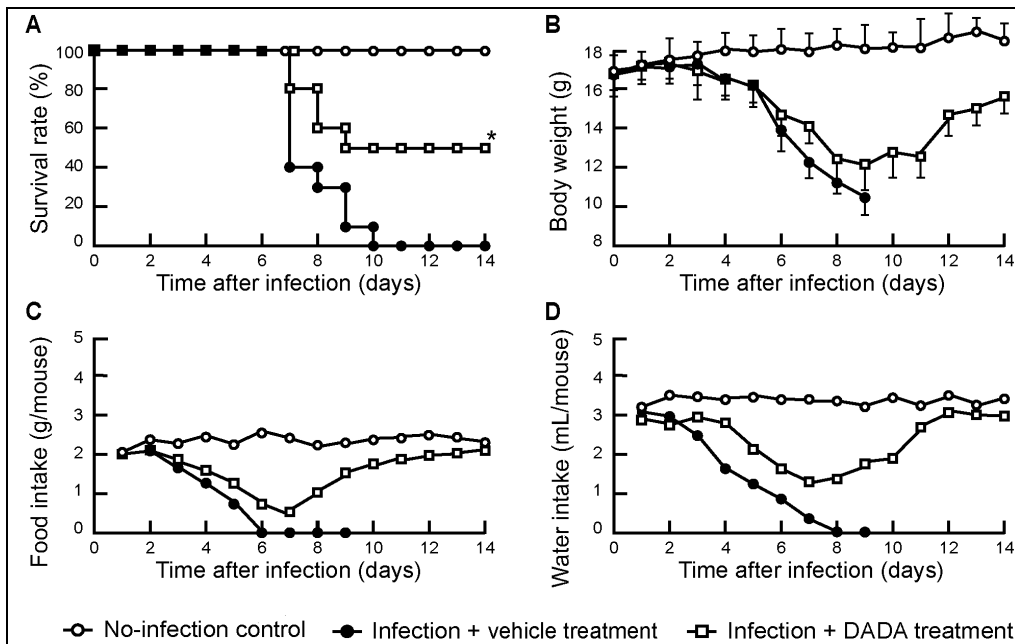 A
Survival rate (%)
100
80
60
40
20
0
*
0 2 4 6 8 10 12 14
Time after infection (days)
B
Body weight (g)
18
16
14
12
10
8
0 2 4 6 8 10 12 14
Time after infection (days)
C
Food intake (g/mouse)
5
4
3
2
1
0
0 2 4 6 8 10 12 14
Time after infection (days)
D
Water intake (mL/mouse)
5
4
3
2
1
0
0 2 4 6 8 10 12 14
Time after infection (days)
No-infection control Infection + vehicle treatment Infection + DADA treatment